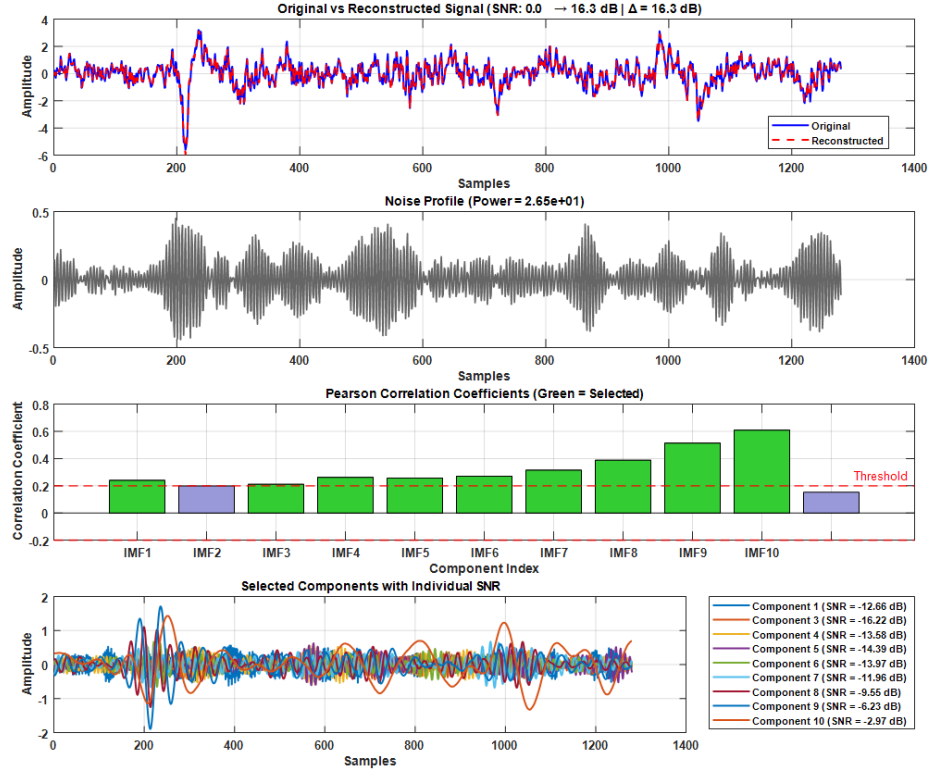 Original vs Reconstructed Signal (SNR: 0.0 → 16.3 dB | Δ = 16.3 dB)
4
2
0
-2
-4
-6
Amplitude
Original
Reconstructed
0 200 400 600 800 1000 1200 1400
Samples
Noise Profile (Power = 2.65e+01)
0.5
0
-0.5
Amplitude
0 200 400 600 800 1000 1200 1400
Samples
Pearson Correlation Coefficients (Green = Selected)
0.8
0.6
0.4
0.2
0
-0.2
Correlation Coefficient
Threshold
IMF1 IMF2 IMF3 IMF4 IMF5 IMF6 IMF7 IMF8 IMF9 IMF10
Component Index
Selected Components with Individual SNR
2
1
0
-1
-2
Amplitude
0 200 400 600 800 1000 1200 1400
Samples
Component 1 (SNR = -12.66 dB)
Component 3 (SNR = -16.22 dB)
Component 4 (SNR = -13.58 dB)
Component 5 (SNR = -14.39 dB)
Component 6 (SNR = -13.97 dB)
Component 7 (SNR = -11.96 dB)
Component 8 (SNR = -9.55 dB)
Component 9 (SNR = -6.23 dB)
Component 10 (SNR = -2.97 dB)